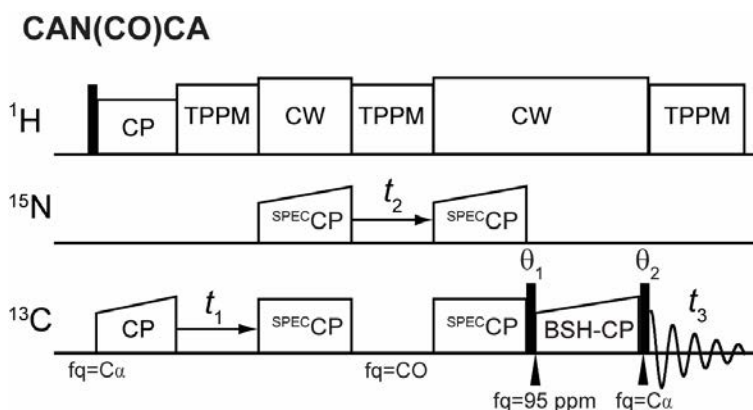 CAN(CO)CA
¹H CP TPPM CW TPPM CW TPPM
¹⁵N SPECCP t₂ SPECCP
θ₁ θ₂
¹³C CP t₁ SPECCP SPECCP BSH-CP t₃
fq=Cα fq=CO
fq=95 ppm fq=Cα